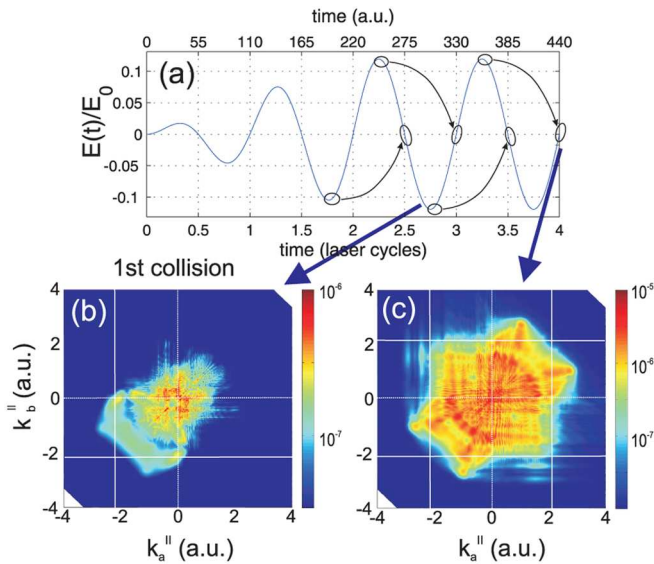 time (a.u.)
0 55 110 165 220 275 330 385 440
(a)
E(t)/E0
0.1
0.05
0
-0.05
-0.1
0 0.5 1 1.5 2 2.5 3 3.5 4
time (laser cycles)
1st collision
(b)
k_b^II (a.u.)
4
2
0
-2
-4
-4 -2 0 2 4
k_a^II (a.u.)
10^-6
10^-7
(c)
4
2
0
-2
-4
-4 -2 0 2 4
k_a^II (a.u.)
10^-5
10^-6
10^-7